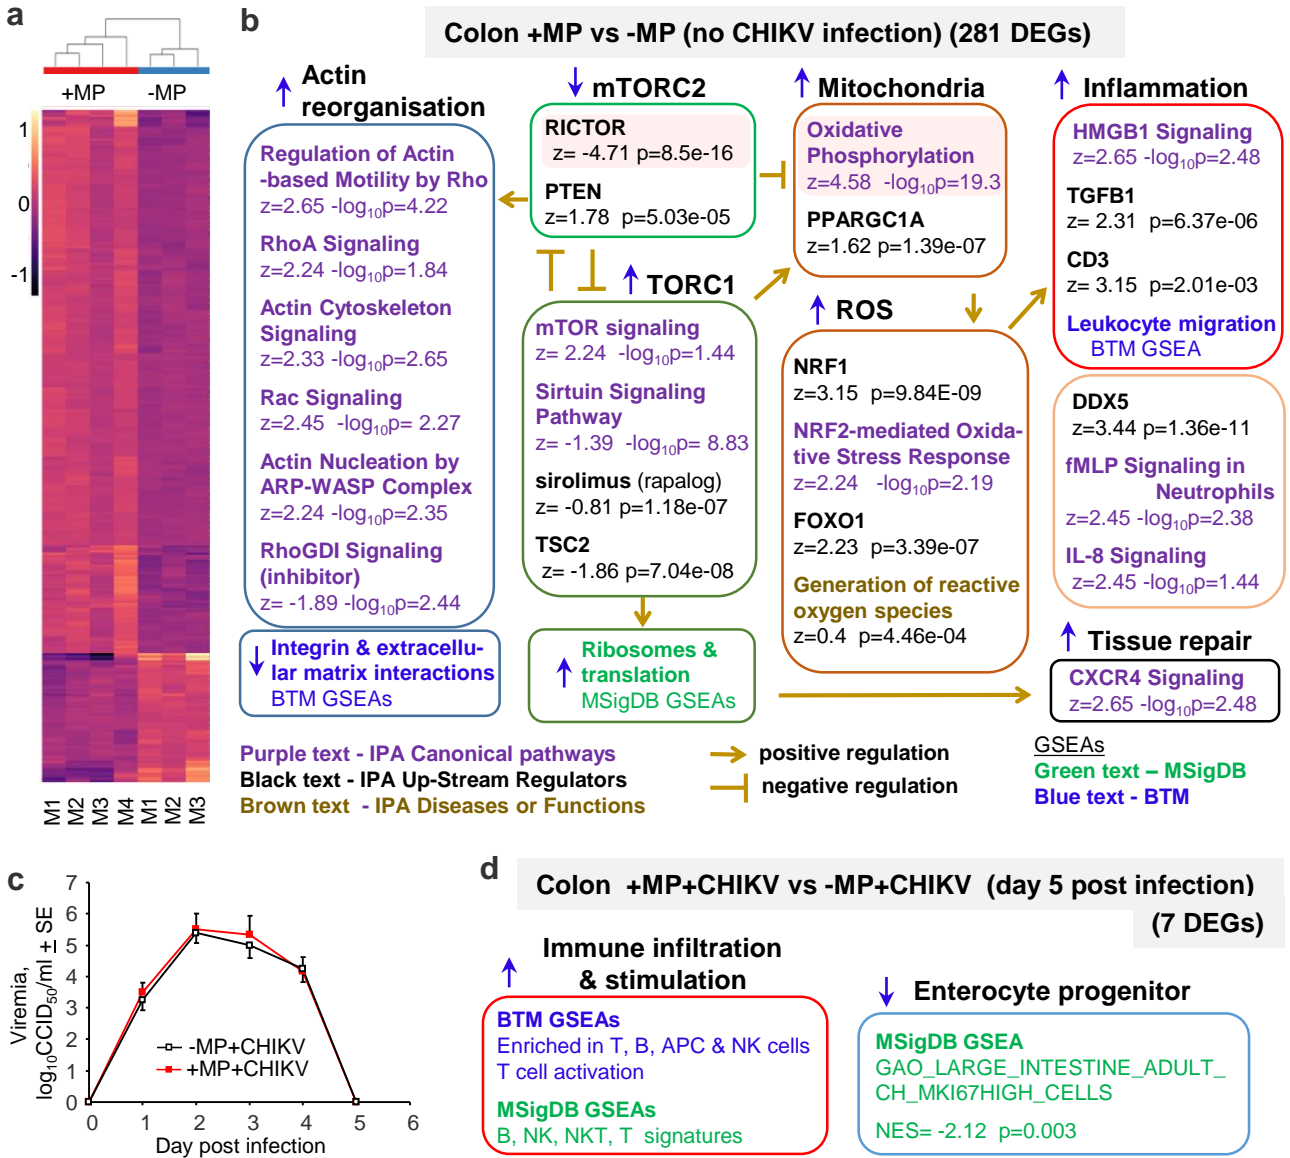 a
+MP
-MP
1
0
-1
M1
M2
M3
M4
M1
M2
M3
b
Colon +MP vs -MP (no CHIKV infection) (281 DEGs)
Actin
reorganisation
Regulation of Actin
-based Motility by Rho
z=2.65 -log10p=4.22
RhoA Signaling
z=2.24 -log10p=1.84
Actin Cytoskeleton
Signaling
z=2.33 -log10p=2.65
Rac Signaling
z=2.45 -log10p= 2.27
Actin Nucleation by
ARP-WASP Complex
z=2.24 -log10p=2.35
RhoGDI Signaling
(inhibitor)
z= -1.89 -log10p=2.44
Integrin & extracellu-
lar matrix interactions
BTM GSEAs
mTORC2
RICTOR
z= -4.71 p=8.5e-16
PTEN
z=1.78 p=5.03e-05
TORC1
mTOR signaling
z= 2.24 -log10p=1.44
Sirtuin Signaling
Pathway
z= -1.39 -log10p= 8.83
sirolimus (rapalog)
z= -0.81 p=1.18e-07
TSC2
z= -1.86 p=7.04e-08
Ribosomes &
translation
MSigDB GSEAs
Mitochondria
Oxidative
Phosphorylation
z=4.58 -log10p=19.3
PPARGC1A
z=1.62 p=1.39e-07
ROS
NRF1
z=3.15 p=9.84E-09
NRF2-mediated Oxida-
tive Stress Response
z=2.24 -log10p=2.19
FOXO1
z=2.23 p=3.39e-07
Generation of reactive
oxygen species
z=0.4 p=4.46e-04
Inflammation
HMGB1 Signaling
z=2.65 -log10p=2.48
TGFB1
z= 2.31 p=6.37e-06
CD3
z= 3.15 p=2.01e-03
Leukocyte migration
BTM GSEA
DDX5
z=3.44 p=1.36e-11
fMLP Signaling in
Neutrophils
z=2.45 -log10p=2.38
IL-8 Signaling
z=2.45 -log10p=1.44
Tissue repair
CXCR4 Signaling
z=2.65 -log10p=2.48
Purple text - IPA Canonical pathways
Black text - IPA Up-Stream Regulators
Brown text - IPA Diseases or Functions
positive regulation
negative regulation
GSEAs
Green text – MSigDB
Blue text - BTM
c
Viremia,
log10CCID50/ml ± SE
7
6
5
4
3
2
1
0
-MP+CHIKV
+MP+CHIKV
0 1 2 3 4 5 6
Day post infection
d
Colon +MP+CHIKV vs -MP+CHIKV (day 5 post infection)
(7 DEGs)
Immune infiltration
& stimulation
BTM GSEAs
Enriched in T, B, APC & NK cells
T cell activation
MSigDB GSEAs
B, NK, NKT, T signatures
Enterocyte progenitor
MSigDB GSEA
GAO_LARGE_INTESTINE_ADULT_
CH_MKI67HIGH_CELLS
NES= -2.12 p=0.003